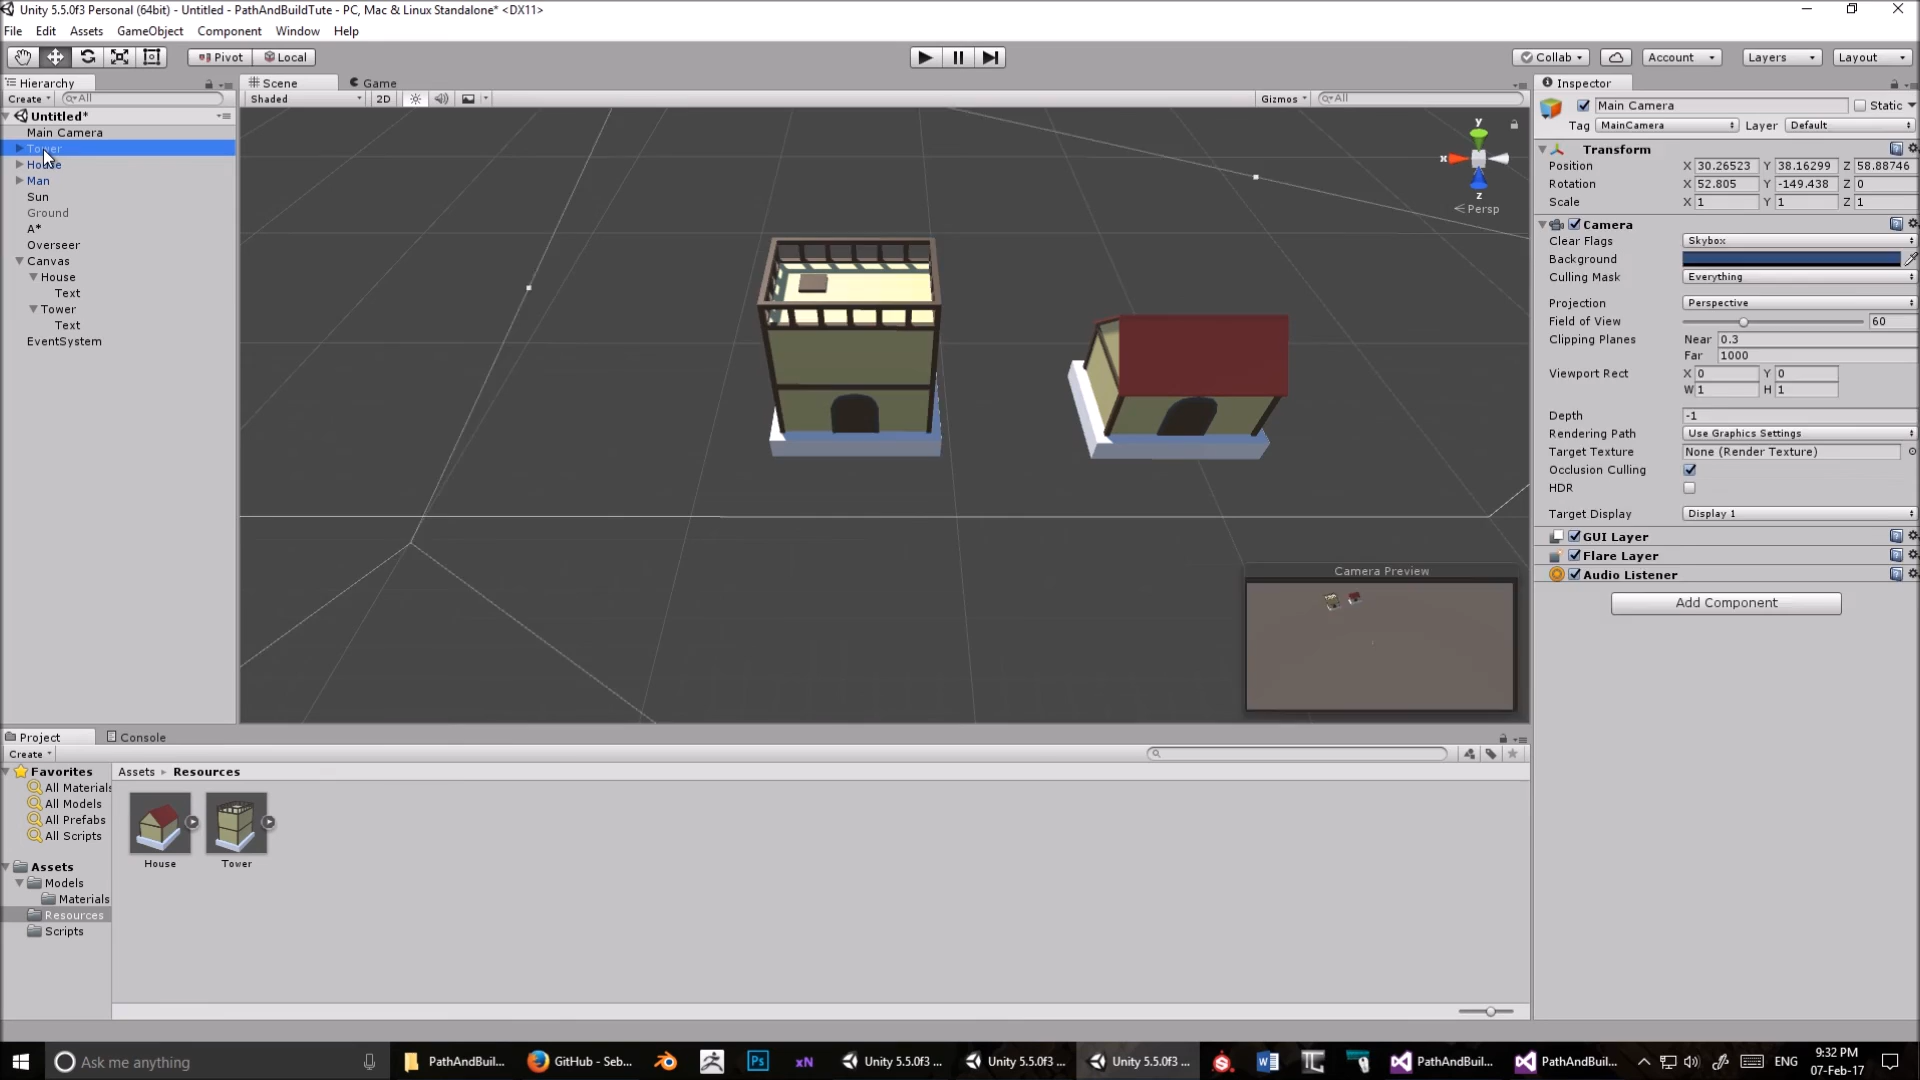 Unity 5.5.0f3 Personal (64bit) - Untitled - PathAndBuildTute - PC, Mac & Linux Standalone* <DX11>
File Edit Assets GameObject Component Window Help
Pivot Local Collab Account Layers Layout
Hierarchy Scene Game Inspector
Create All Shaded 2D Gizmos All
Untitled*
Main Camera
Tower
House
Man
Sun
Ground
A*
Overseer
Canvas
House
Text
Tower
Text
EventSystem
y
x
z
Persp
Camera Preview
Main Camera Static
Tag MainCamera Layer Default
Transform
Position X 30.26523 Y 38.16299 Z 58.88746
Rotation X 52.805 Y -149.438 Z 0
Scale X 1 Y 1 Z 1
Camera
Clear Flags Skybox
Background
Culling Mask Everything
Projection Perspective
Field of View 60
Clipping Planes Near 0.3
Far 1000
Viewport Rect X 0 Y 0
W 1 H 1
Depth -1
Rendering Path Use Graphics Settings
Target Texture None (Render Texture)
Occlusion Culling
HDR
Target Display Display 1
GUI Layer
Flare Layer
Audio Listener
Add Component
Project Console
Create
Favorites
All Materials
All Models
All Prefabs
All Scripts
Assets
Models
Materials
Resources
Scripts
Assets Resources
House Tower
Ask me anything PathAndBuil... GitHub - Seb... Ps xN Unity 5.5.0f3 ... Unity 5.5.0f3 ... Unity 5.5.0f3 ... PathAndBuil... PathAndBuil... ENG 9:32 PM
07-Feb-17